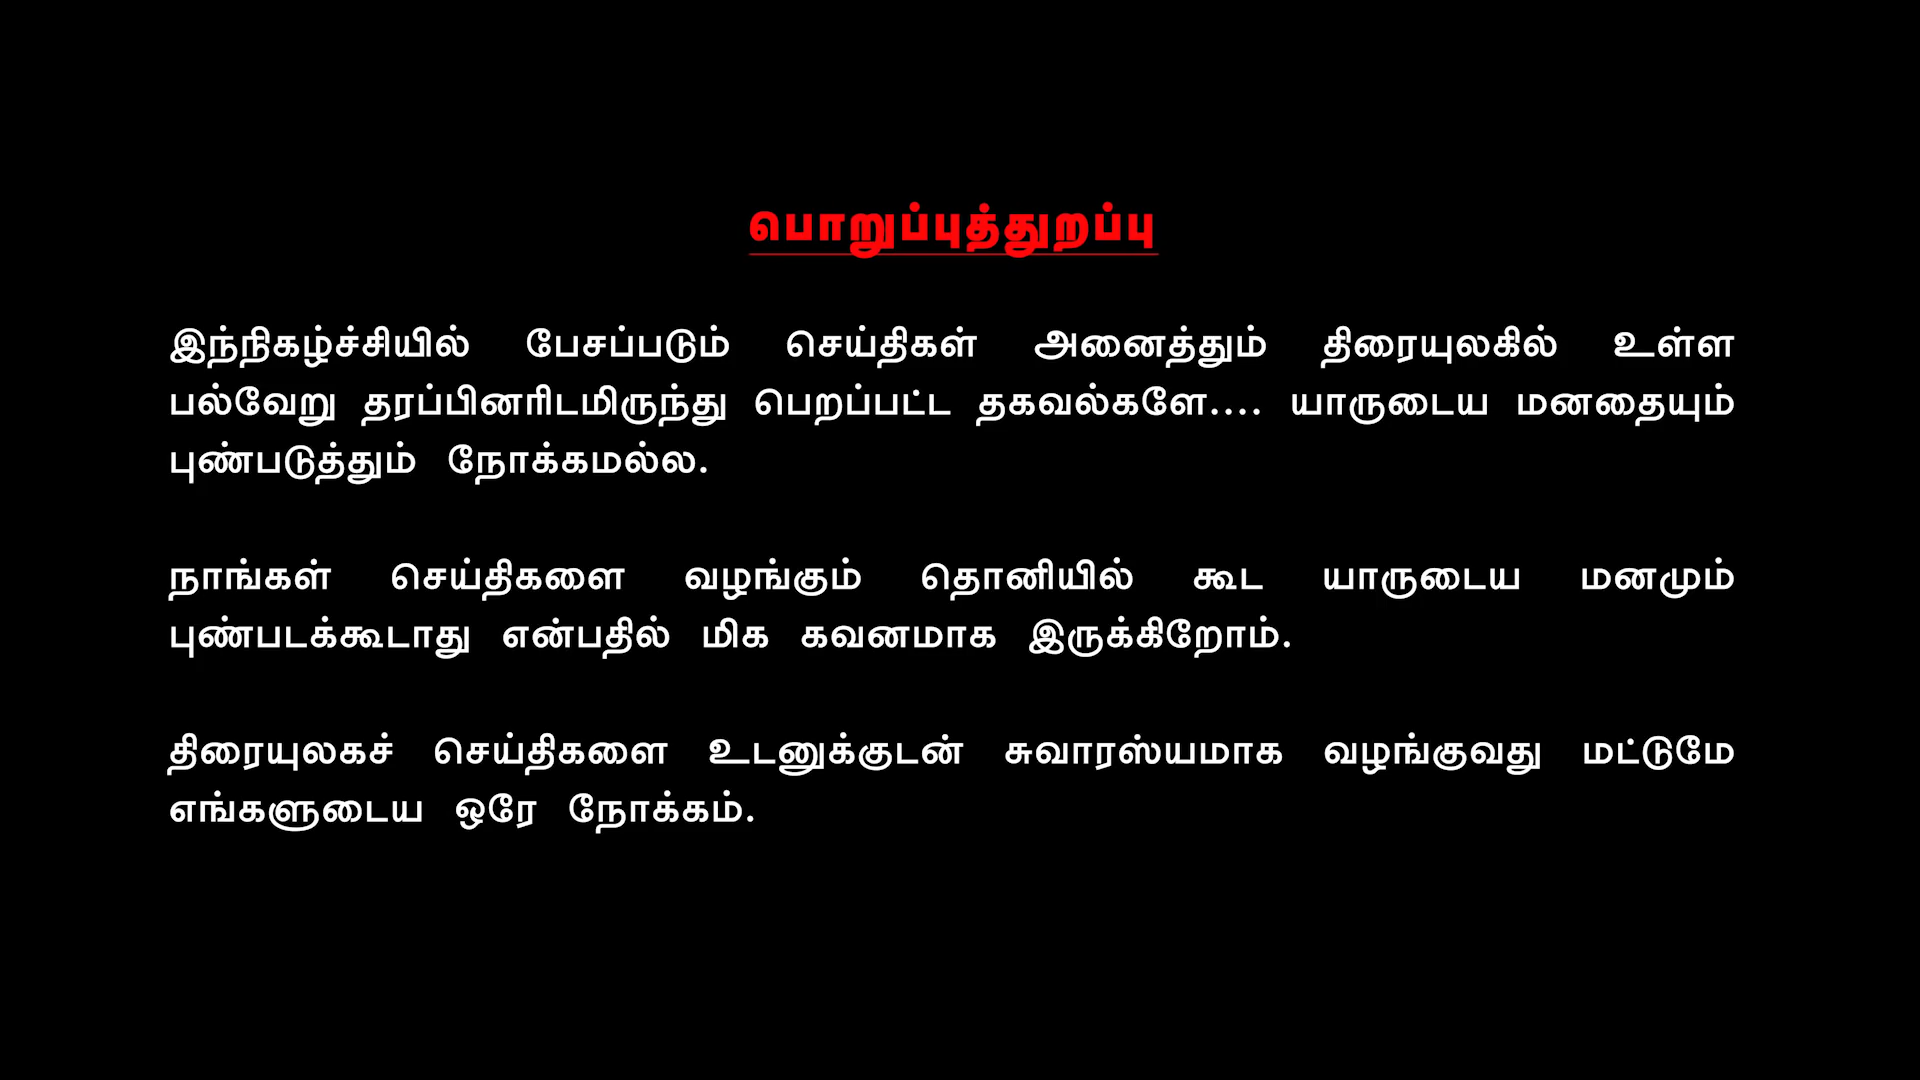 பொறுப்புத்துறப்பு
இந்நிகழ்ச்சியில் பேசப்படும் செய்திகள் அனைத்தும் திரையுலகில் உள்ள
பல்வேறு தரப்பினரிடமிருந்து பெறப்பட்ட தகவல்களே.... யாருடைய மனதையும்
புண்படுத்தும் நோக்கமல்ல.
நாங்கள் செய்திகளை வழங்கும் தொனியில் கூட யாருடைய மனமும்
புண்படக்கூடாது என்பதில் மிக கவனமாக இருக்கிறோம்.
திரையுலகச் செய்திகளை உடனுக்குடன் சுவாரஸ்யமாக வழங்குவது மட்டுமே
எங்களுடைய ஒரே நோக்கம்.